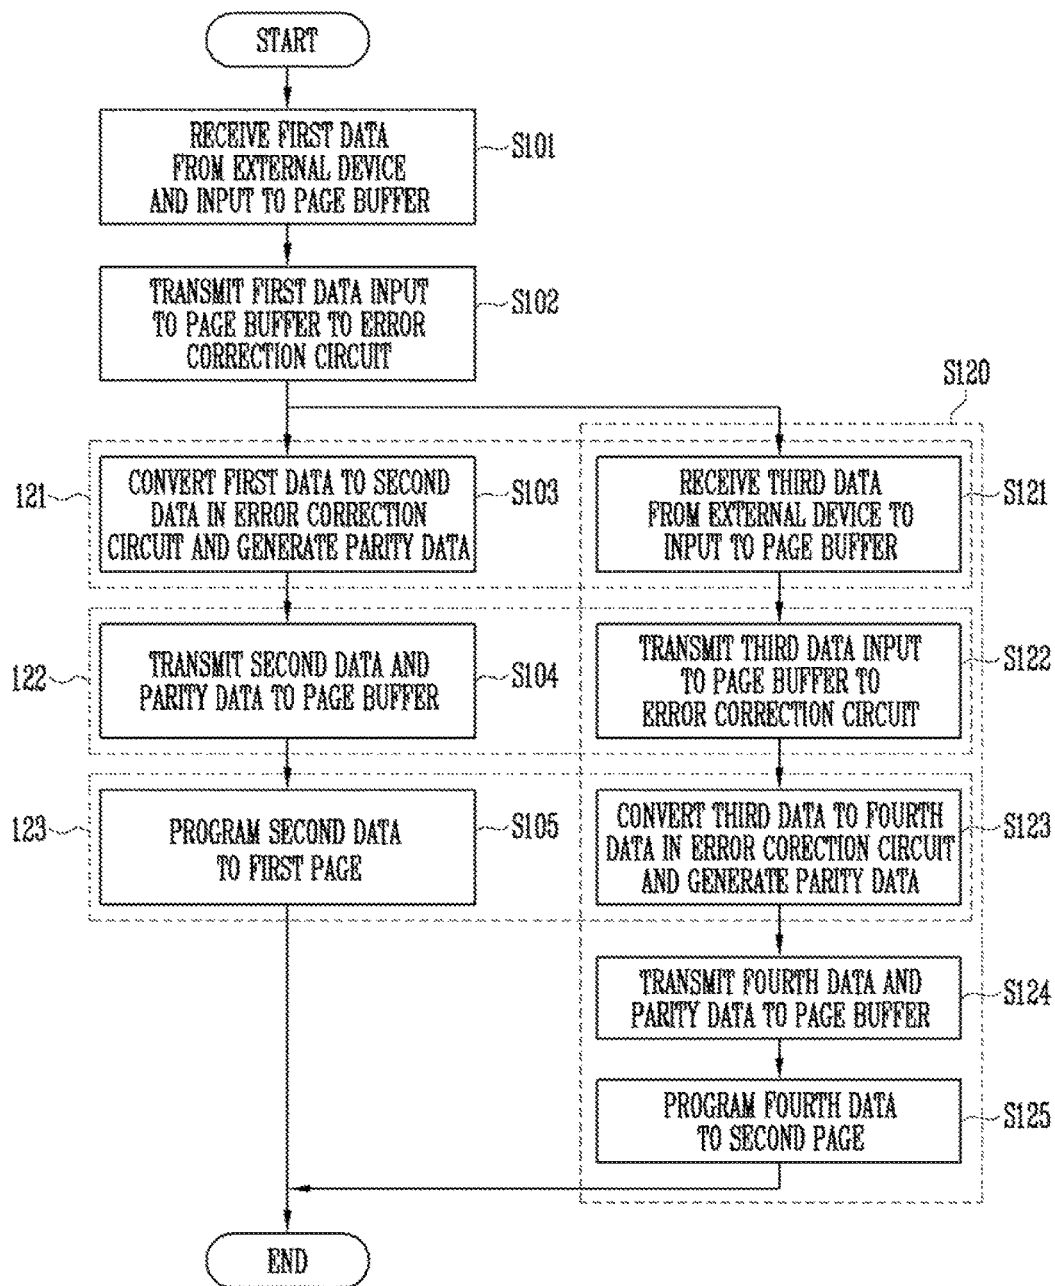 START
RECEIVE FIRST DATA
FROM EXTERNAL DEVICE
AND INPUT TO PAGE BUFFER
S101
TRANSMIT FIRST DATA INPUT
TO PAGE BUFFER TO ERROR
CORRECTION CIRCUIT
S102
S120
121
CONVERT FIRST DATA TO SECOND
DATA IN ERROR CORRECTION
CIRCUIT AND GENERATE PARITY DATA
S103
RECEIVE THIRD DATA
FROM EXTERNAL DEVICE TO
INPUT TO PAGE BUFFER
S121
122
TRANSMIT SECOND DATA AND
PARITY DATA TO PAGE BUFFER
S104
TRANSMIT THIRD DATA INPUT
TO PAGE BUFFER TO
ERROR CORRECTION CIRCUIT
S122
123
PROGRAM SECOND DATA
TO FIRST PAGE
S105
CONVERT THIRD DATA TO FOURTH
DATA IN ERROR CORECTION CIRCUIT
AND GENERATE PARITY DATA
S123
TRANSMIT FOURTH DATA AND
PARITY DATA TO PAGE BUFFER
S124
PROGRAM FOURTH DATA
TO SECOND PAGE
S125
END